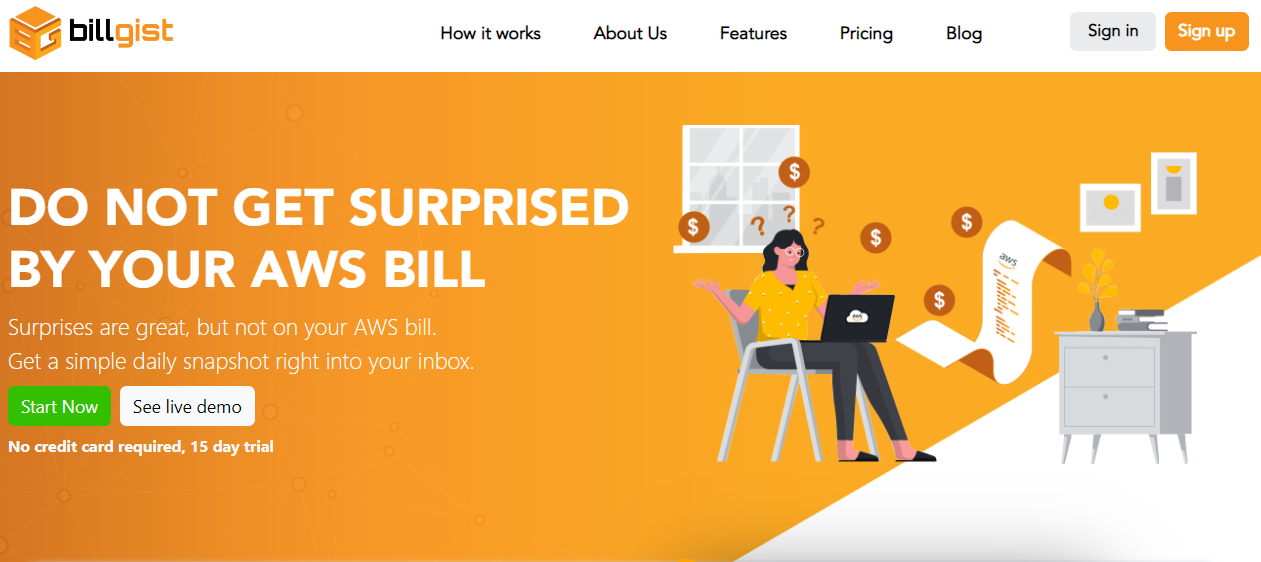 billgist
How it works
About Us
Features
Pricing
Blog
Sign in
Sign up
DO NOT GET SURPRISED
BY YOUR AWS BILL
Surprises are great, but not on your AWS bill.
Get a simple daily snapshot right into your inbox.
Start Now
See live demo
No credit card required, 15 day trial
$
$
$
$
$
? ? ?
aws
aws